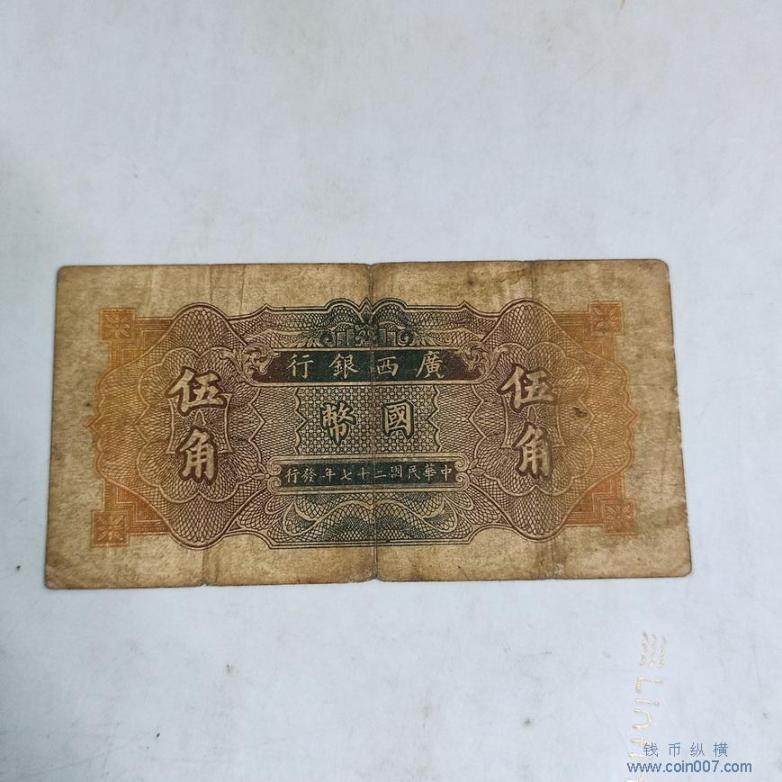 廣西銀行
國幣
伍角
伍角
中華民國二十七年發行
钱币纵横
www.coin007.com